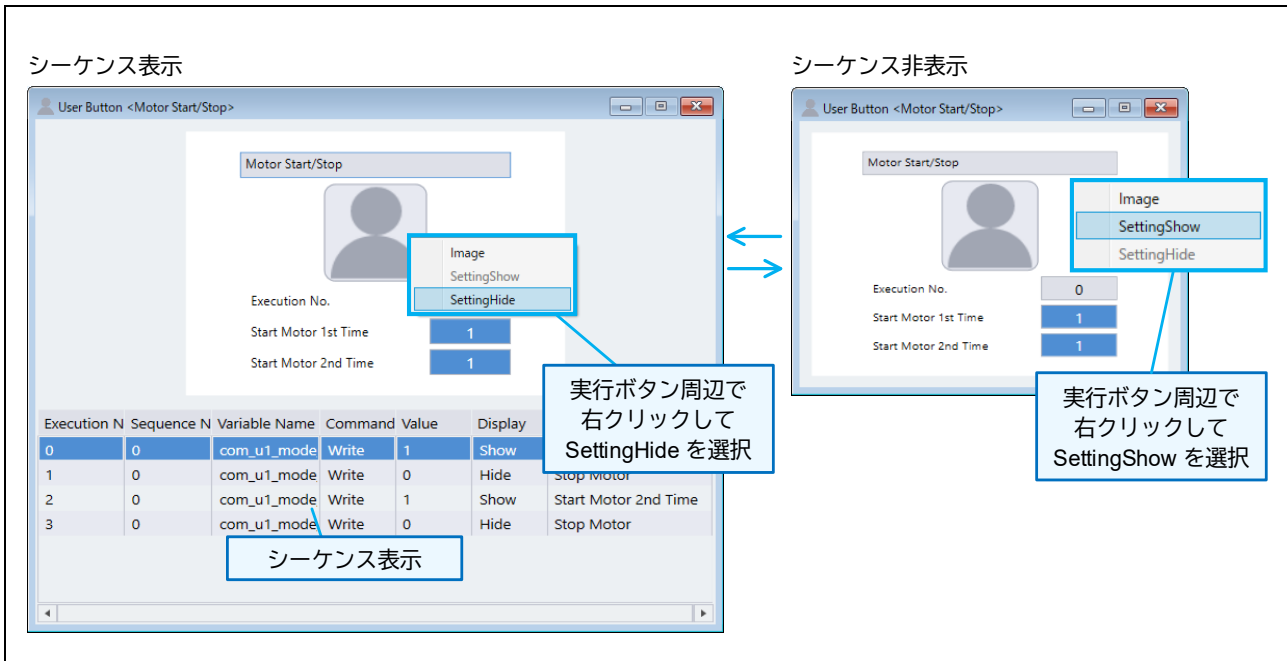 シーケンス表示
User Button <Motor Start/Stop>
Motor Start/Stop
Image
SettingShow
SettingHide
Execution No.
Start Motor 1st Time
1
Start Motor 2nd Time
1
実行ボタン周辺で
右クリックして
SettingHide を選択
Execution N Sequence N Variable Name Command Value Display
0 0 com_u1_mode Write 1 Show
1 0 com_u1_mode Write 0 Hide Stop Motor
2 0 com_u1_mode Write 1 Show Start Motor 2nd Time
3 0 com_u1_mode Write 0 Hide Stop Motor
シーケンス表示
シーケンス非表示
User Button <Motor Start/Stop>
Motor Start/Stop
Image
SettingShow
SettingHide
Execution No. 0
Start Motor 1st Time 1
Start Motor 2nd Time 1
実行ボタン周辺で
右クリックして
SettingShow を選択